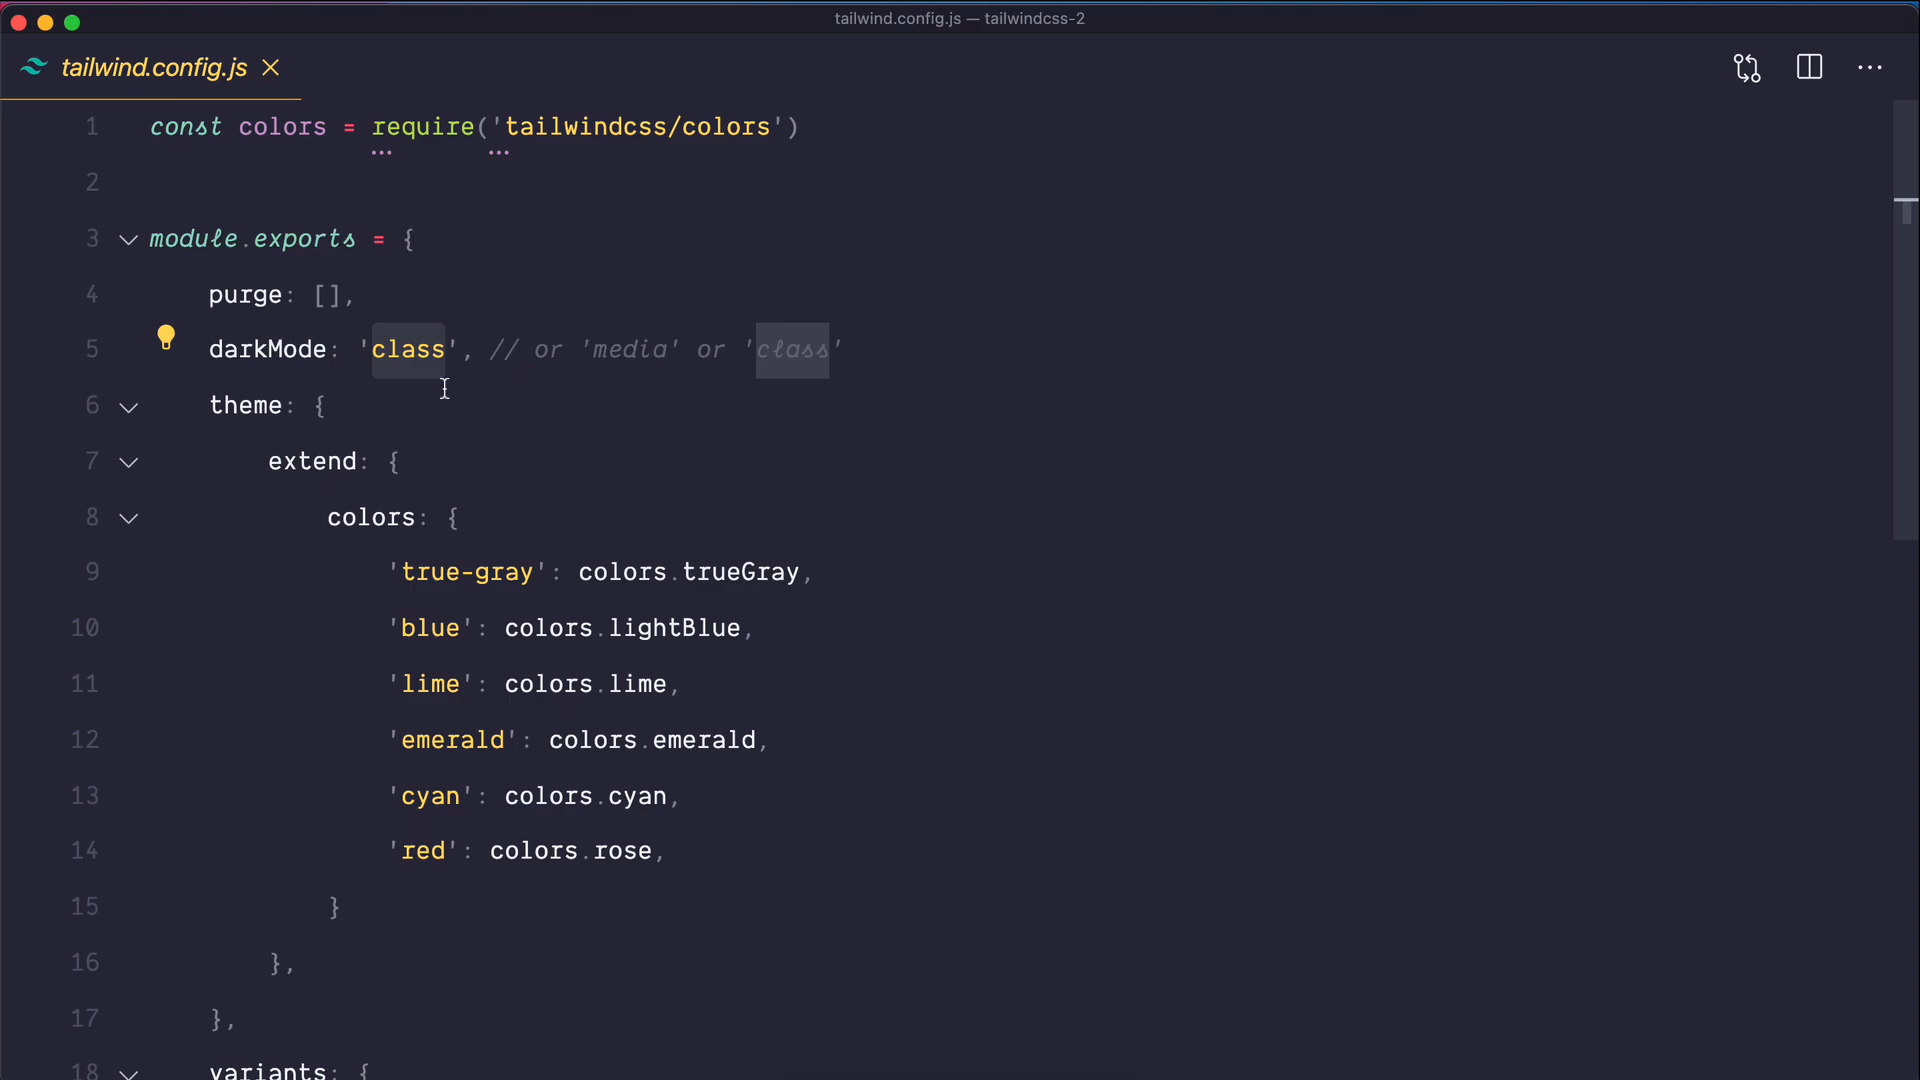 tailwind.config.js — tailwindcss-2
tailwind.config.js
1 const colors = require('tailwindcss/colors')
2
3 module.exports = {
4 purge: [],
5 darkMode: 'class', // or 'media' or 'class'
6 theme: {
7 extend: {
8 colors: {
9 'true-gray': colors.trueGray,
10 'blue': colors.lightBlue,
11 'lime': colors.lime,
12 'emerald': colors.emerald,
13 'cyan': colors.cyan,
14 'red': colors.rose,
15 }
16 },
17 },
18 variants: {